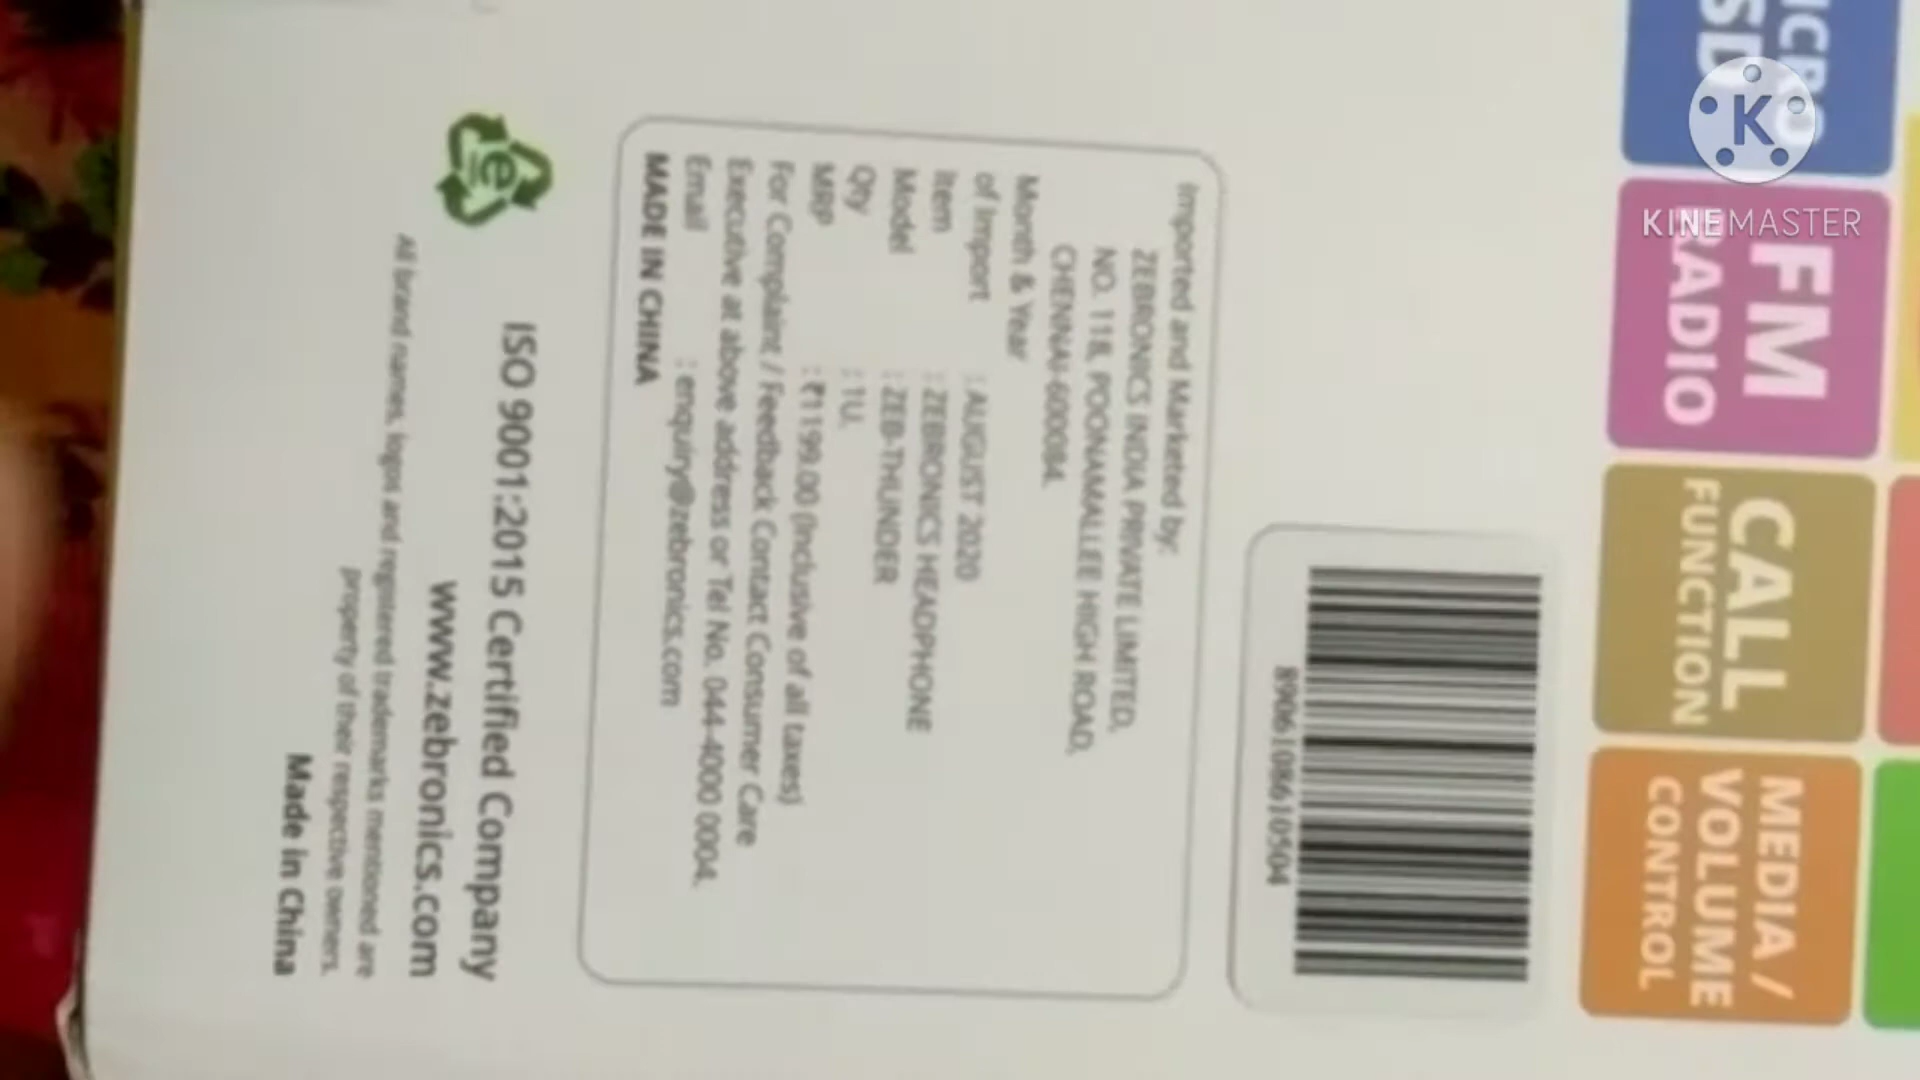 MICRO
SD
FM
RADIO
CALL
FUNCTION
MEDIA /
VOLUME
CONTROL
K
KINEMASTER
8906108610504
Imported and Marketed by:
ZEBRONICS INDIA PRIVATE LIMITED,
NO. 118, POONAMALLEE HIGH ROAD,
CHENNAI-600084.
Month & Year
of Import : AUGUST 2020
Item : ZEBRONICS HEADPHONE
Model : ZEB-THUNDER
Qty : 1U.
MRP : ₹1199.00 (Inclusive of all taxes)
For Complaint / Feedback Contact Consumer Care
Executive at above address or Tel No. 044-4000 0004.
Email : enquiry@zebronics.com
MADE IN CHINA
e
ISO 9001:2015 Certified Company
www.zebronics.com
All brand names, logos and registered trademarks mentioned are
property of their respective owners.
Made in China